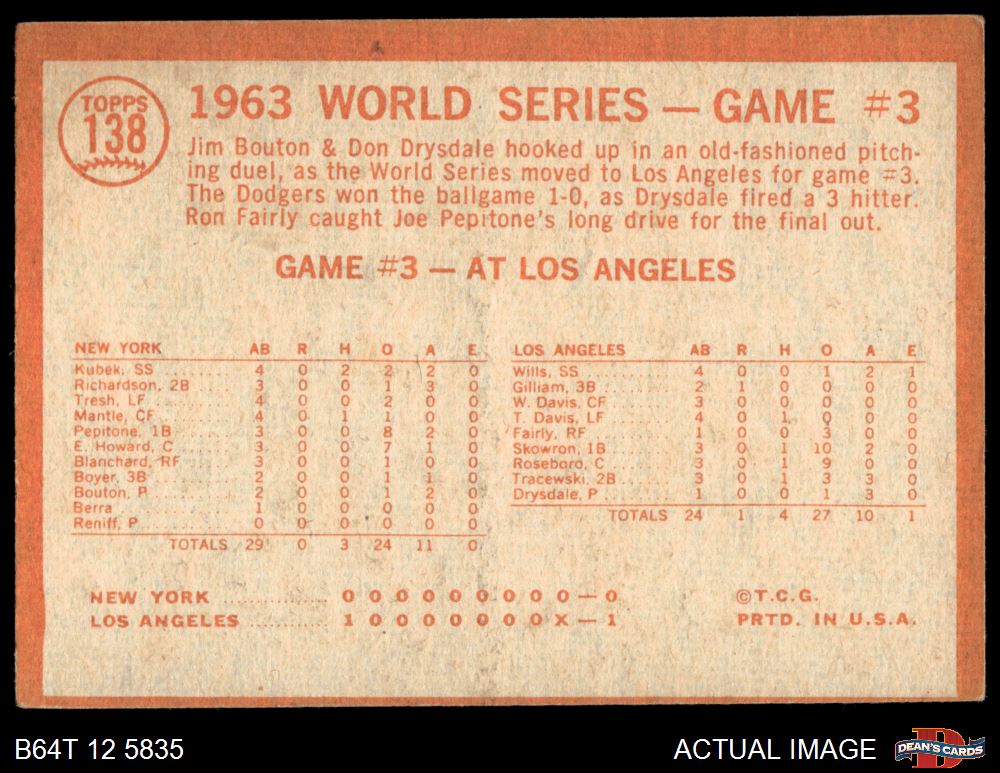 TOPPS
138
1963 WORLD SERIES — GAME #3
Jim Bouton & Don Drysdale hooked up in an old-fashioned pitch-
ing duel, as the World Series moved to Los Angeles for game #3.
The Dodgers won the ballgame 1-0, as Drysdale fired a 3 hitter.
Ron Fairly caught Joe Pepitone's long drive for the final out.
GAME #3 — AT LOS ANGELES
NEW YORK AB R H O A E
Kubek, SS 4 0 2 2 2 0
Richardson, 2B 3 0 0 1 3 0
Tresh, LF 4 0 0 2 0 0
Mantle, CF 4 0 1 1 0 0
Pepitone, 1B 3 0 0 8 2 0
E. Howard, C 3 0 0 7 1 0
Blanchard, RF 3 0 0 1 0 0
Boyer, 3B 2 0 0 1 1 0
Bouton, P 2 0 0 1 2 0
Berra 1 0 0 0 0 0
Reniff, P 0 0 0 0 0 0
TOTALS 29 0 3 24 11 0
LOS ANGELES AB R H O A E
Wills, SS 4 0 0 1 2 1
Gilliam, 3B 2 1 0 0 0 0
W. Davis, CF 3 0 0 0 0 0
T. Davis, LF 4 0 1 0 0 0
Fairly, RF 1 0 0 3 0 0
Skowron, 1B 3 0 1 10 2 0
Roseboro, C 3 0 1 9 0 0
Tracewski, 2B 3 0 1 3 3 0
Drysdale, P 1 0 0 1 3 0
TOTALS 24 1 4 27 10 1
NEW YORK 0 0 0 0 0 0 0 0 0 — 0
LOS ANGELES 1 0 0 0 0 0 0 0 X — 1
©T.C.G.
PRTD. IN U.S.A.
B64T 12 5835
ACTUAL IMAGE
D
DEAN'S CARDS